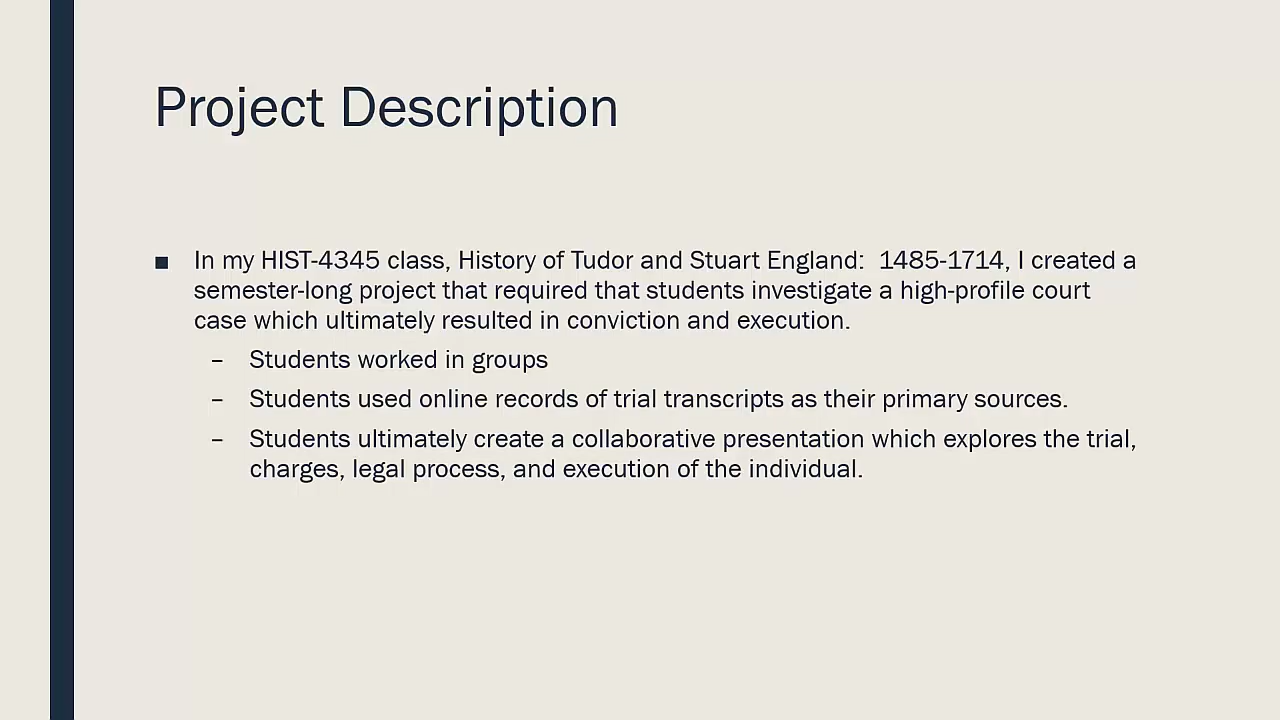 Project Description
■ In my HIST-4345 class, History of Tudor and Stuart England:  1485-1714, I created a
semester-long project that required that students investigate a high-profile court
case which ultimately resulted in conviction and execution.
– Students worked in groups
– Students used online records of trial transcripts as their primary sources.
– Students ultimately create a collaborative presentation which explores the trial,
charges, legal process, and execution of the individual.